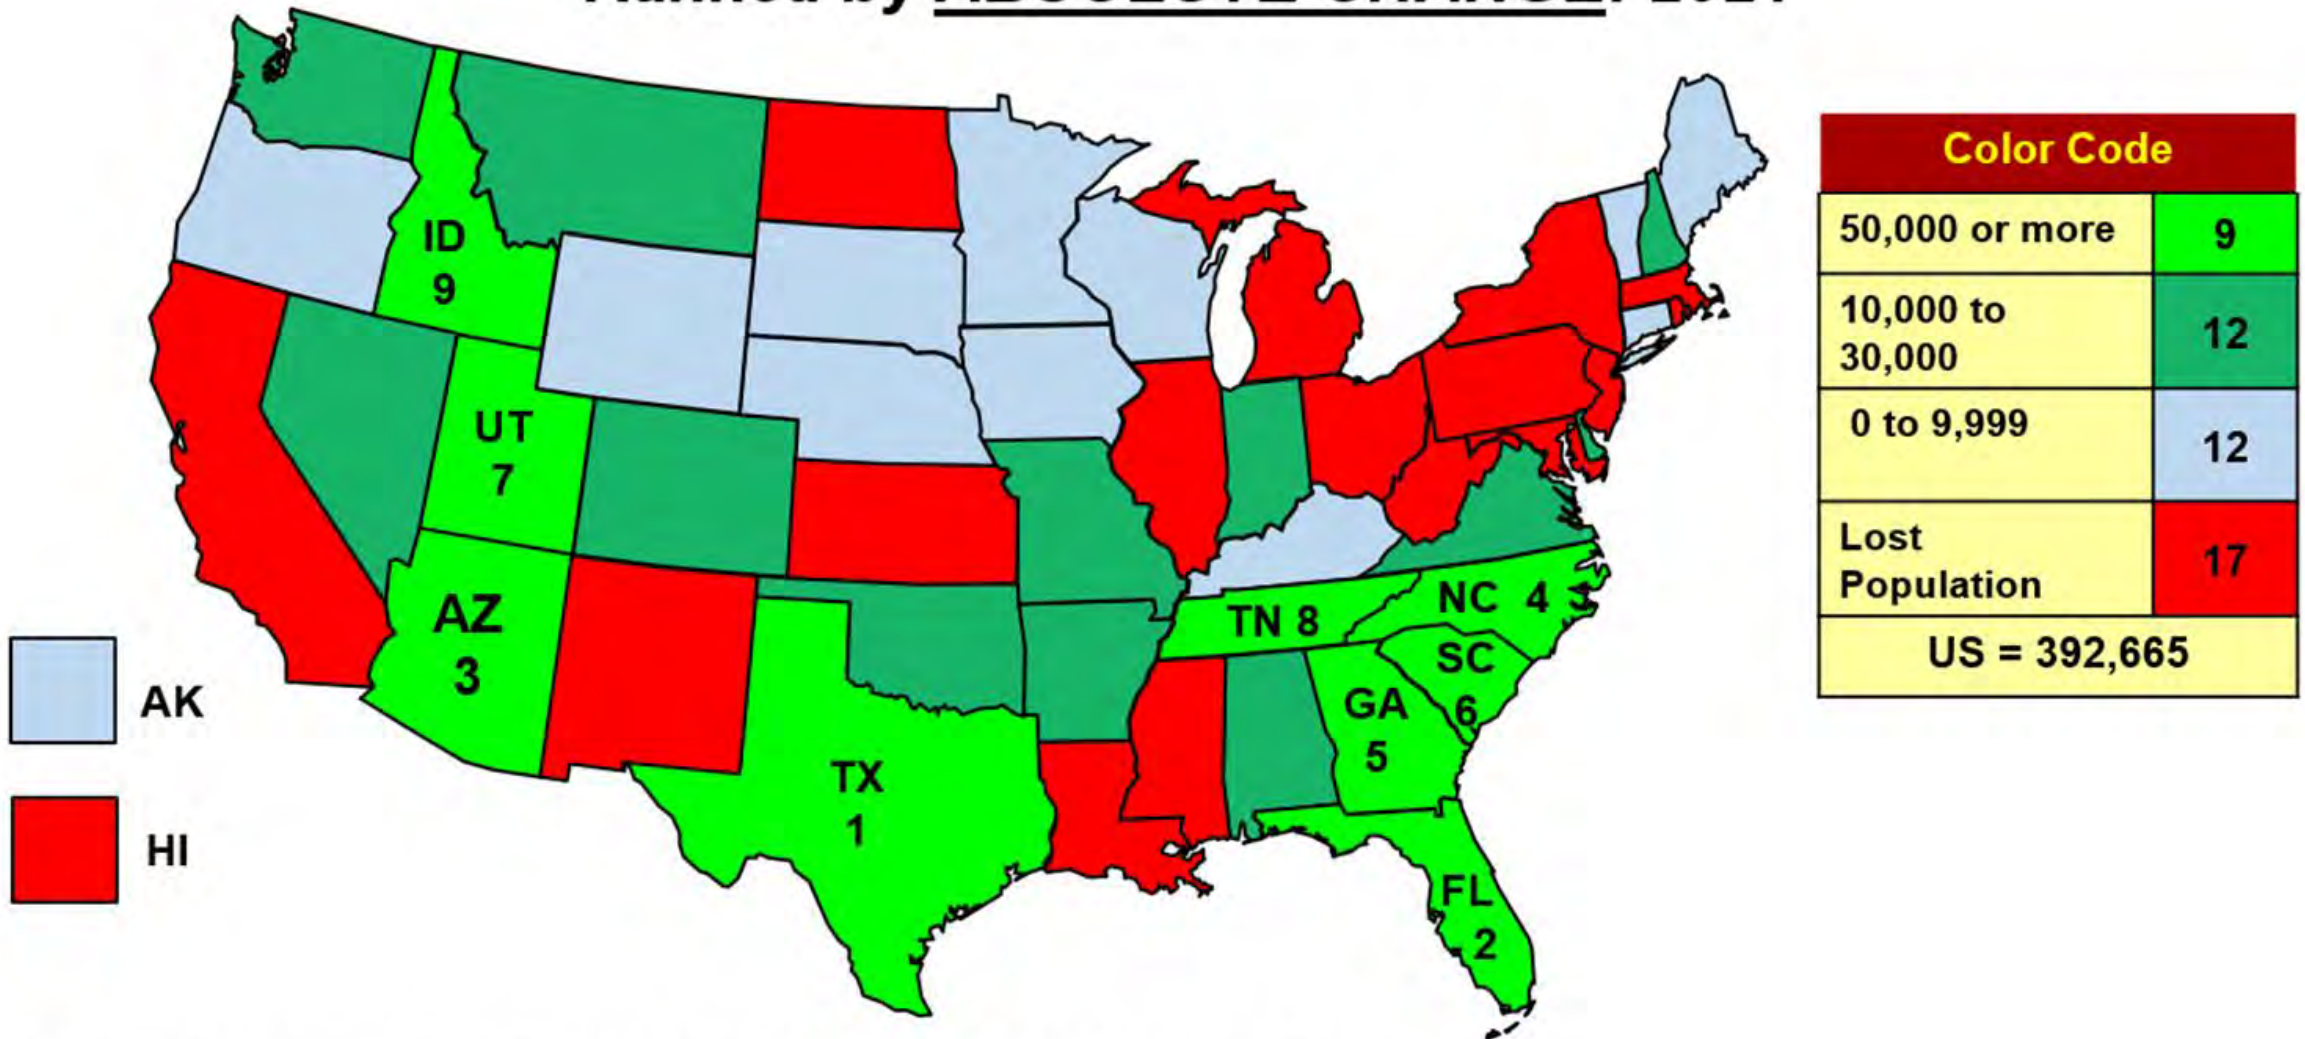 ID
9
UT
7
AZ
3
TX
1
TN 8
NC 4
SC
6
GA
5
FL
2
AK
HI
Color Code
50,000 or more 9
10,000 to
30,000 12
0 to 9,999 12
Lost
Population 17
US = 392,665